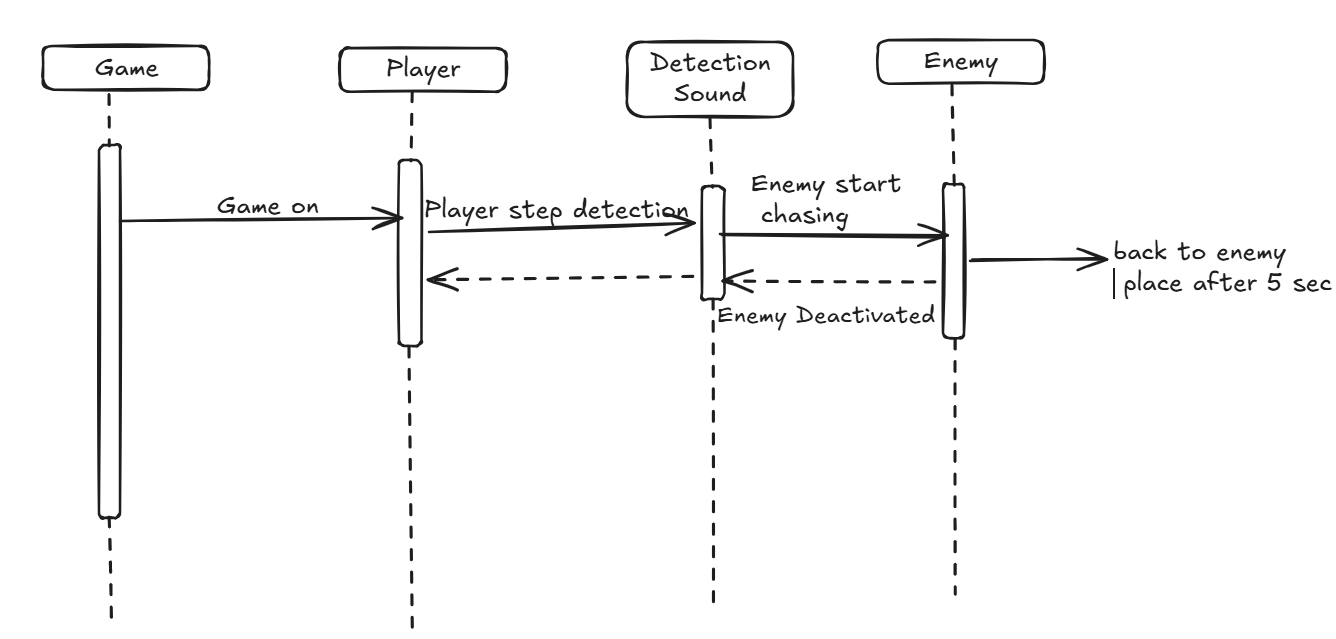 Game
Player
Detection
Sound
Enemy
Game on
Player step detection
Enemy start
chasing
back to enemy
place after 5 sec
Enemy Deactivated